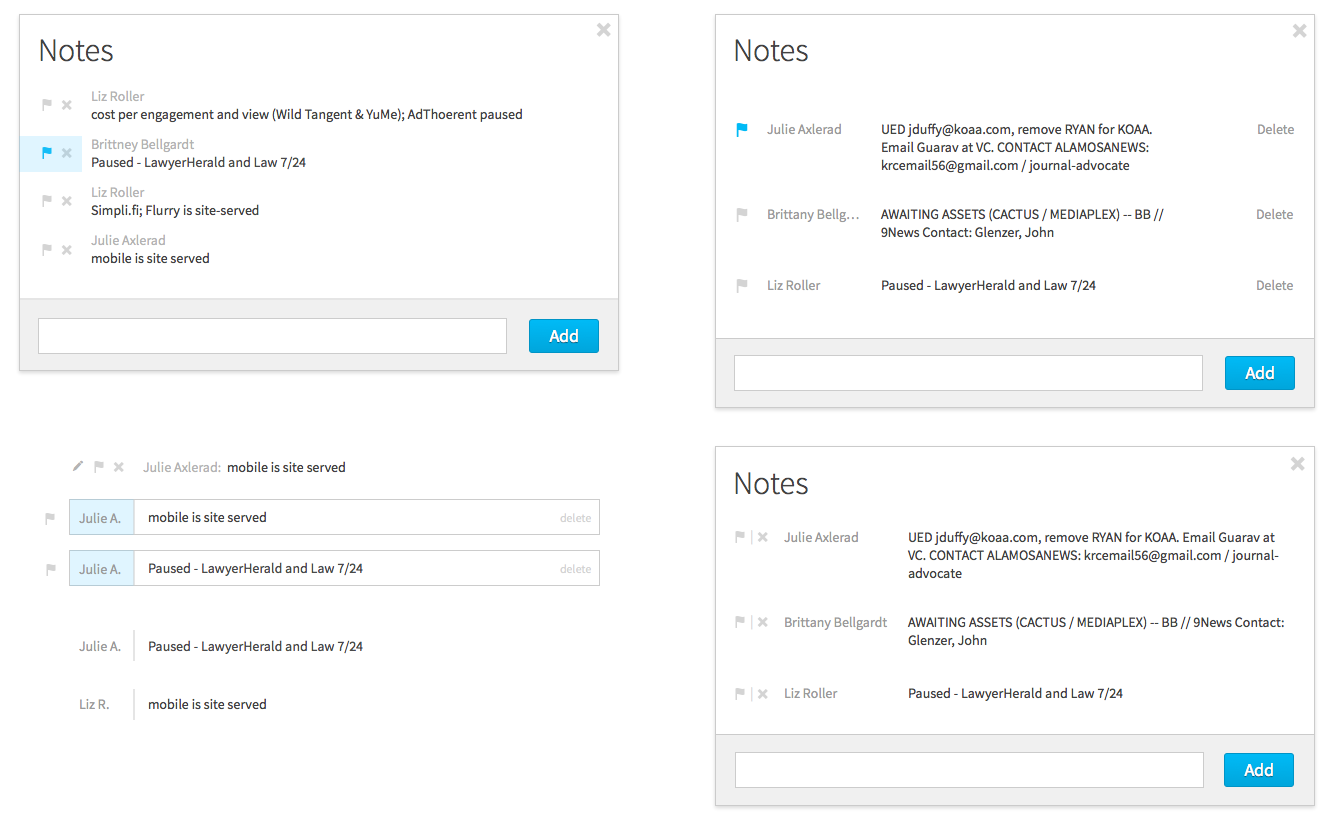 Notes
Liz Roller
cost per engagement and view (Wild Tangent & YuMe); AdThoerent paused
Brittney Bellgardt
Paused - LawyerHerald and Law 7/24
Liz Roller
Simpli.fi; Flurry is site-served
Julie Axlerad
mobile is site served
Add
Notes
Julie Axlerad UED jduffy@koaa.com, remove RYAN for KOAA. Delete
Email Guarav at VC. CONTACT ALAMOSANEWS:
krcemail56@gmail.com / journal-advocate
Brittany Bellg... AWAITING ASSETS (CACTUS / MEDIAPLEX) -- BB // Delete
9News Contact: Glenzer, John
Liz Roller Paused - LawyerHerald and Law 7/24 Delete
Add
Julie Axlerad: mobile is site served
Julie A. mobile is site served delete
Julie A. Paused - LawyerHerald and Law 7/24 delete
Julie A. Paused - LawyerHerald and Law 7/24
Liz R. mobile is site served
Notes
Julie Axlerad UED jduffy@koaa.com, remove RYAN for KOAA. Email Guarav at
VC. CONTACT ALAMOSANEWS: krcemail56@gmail.com / journal-
advocate
Brittany Bellgardt AWAITING ASSETS (CACTUS / MEDIAPLEX) -- BB // 9News Contact:
Glenzer, John
Liz Roller Paused - LawyerHerald and Law 7/24
Add